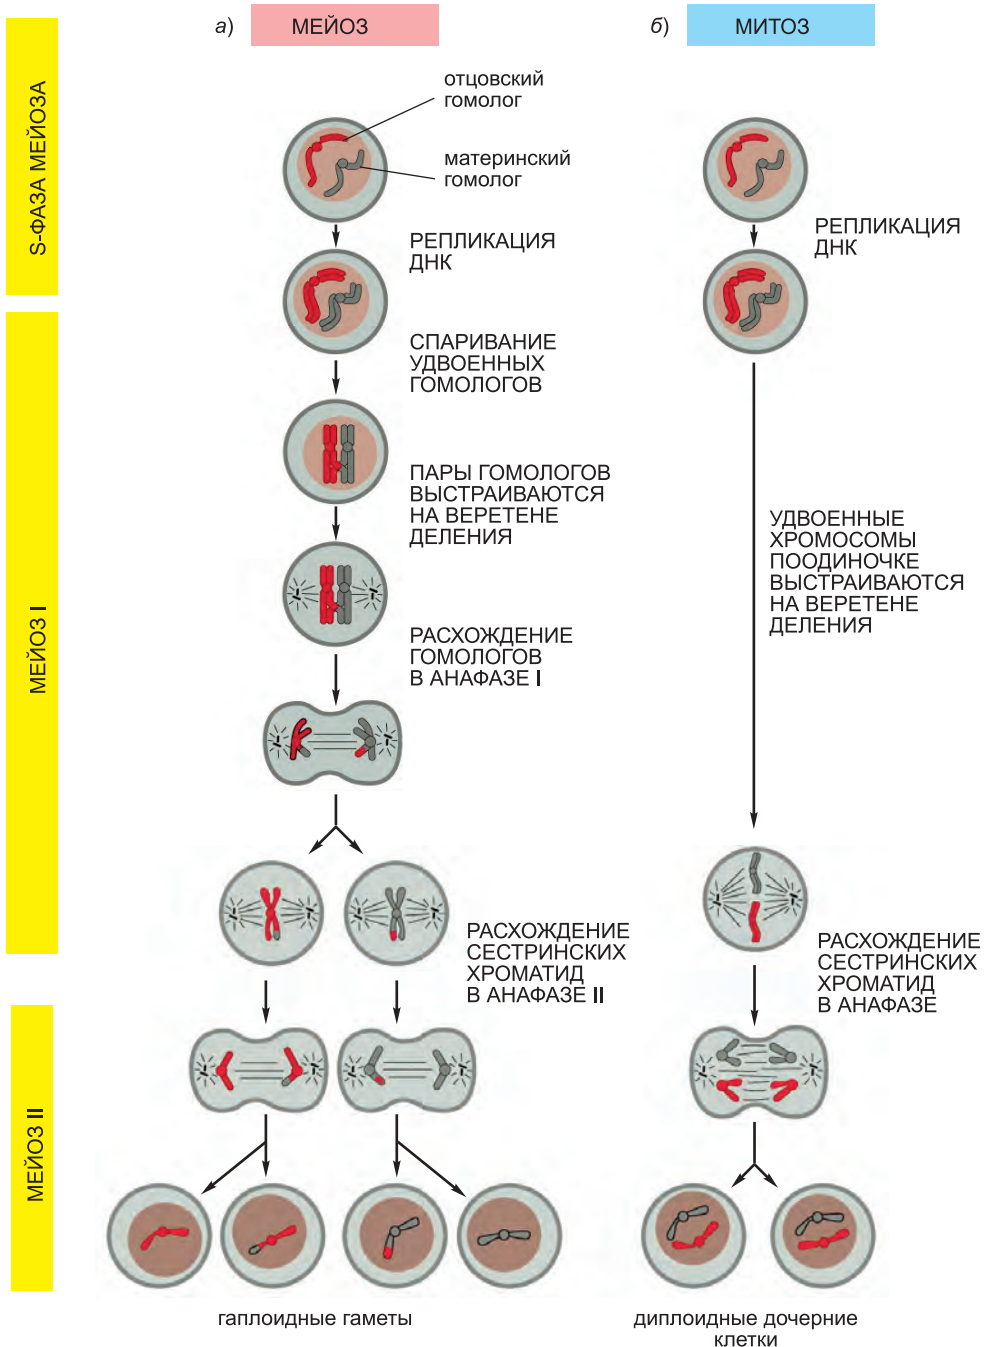 а) МЕЙОЗ
б) МИТОЗ
S-ФАЗА МЕЙОЗА
отцовский
гомолог
материнский
гомолог
РЕПЛИКАЦИЯ
ДНК
РЕПЛИКАЦИЯ
ДНК
МЕЙОЗ I
СПАРИВАНИЕ
УДВОЕННЫХ
ГОМОЛОГОВ
ПАРЫ ГОМОЛОГОВ
ВЫСТРАИВАЮТСЯ
НА ВЕРЕТЕНЕ
ДЕЛЕНИЯ
УДВОЕННЫЕ
ХРОМОСОМЫ
ПООДИНОЧКЕ
ВЫСТРАИВАЮТСЯ
НА ВЕРЕТЕНЕ
ДЕЛЕНИЯ
РАСХОЖДЕНИЕ
ГОМОЛОГОВ
В АНАФАЗЕ I
РАСХОЖДЕНИЕ
СЕСТРИНСКИХ
ХРОМАТИД
В АНАФАЗЕ II
РАСХОЖДЕНИЕ
СЕСТРИНСКИХ
ХРОМАТИД
В АНАФАЗЕ
МЕЙОЗ II
гаплоидные гаметы
диплоидные дочерние
клетки